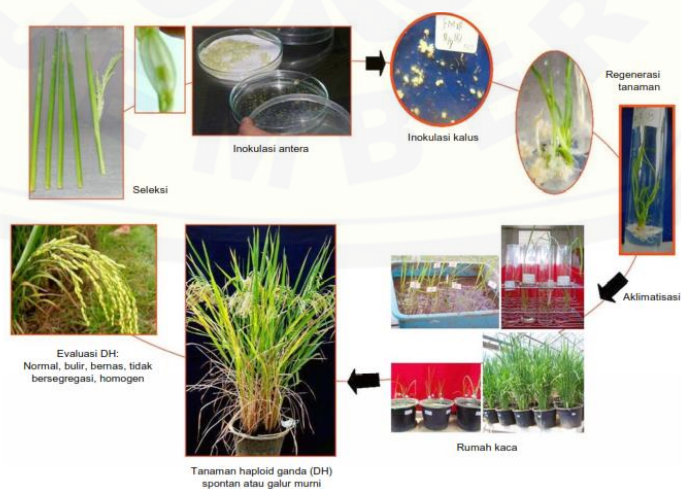 Seleksi
Inokulasi antera
Inokulasi kalus
Regenerasi
tanaman
Aklimatisasi
Rumah kaca
Tanaman haploid ganda (DH)
spontan atau galur murni
Evaluasi DH:
Normal, bulir, bernas, tidak
bersegregasi, homogen